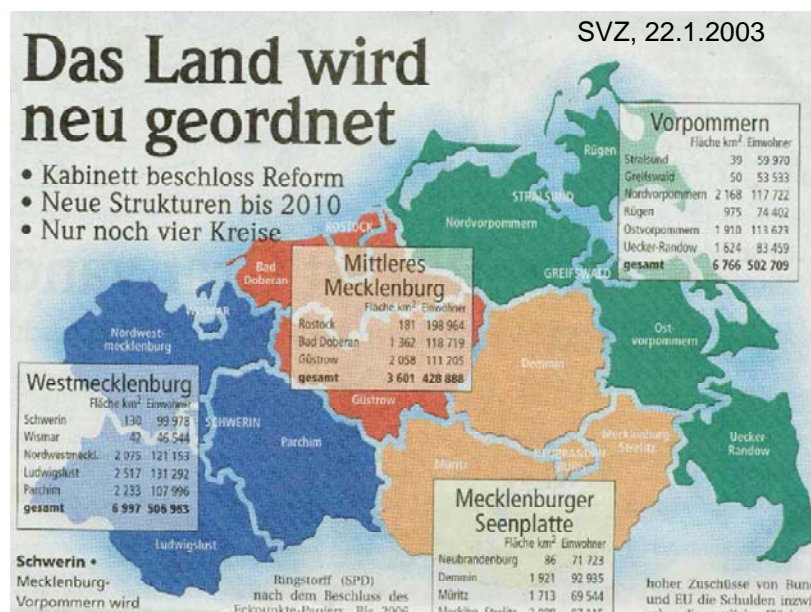 SVZ, 22.1.2003
Das Land wird
neu geordnet
• Kabinett beschloss Reform
• Neue Strukturen bis 2010
• Nur noch vier Kreise
Rügen
STRALSUND
Nordvorpommern
ROSTOCK
GREIFSWALD
Bad
Doberan
WISMAR
Nordwest-
mecklenburg
Ost-
vorpommern
Demmin
SCHWERIN
Güstrow
Parchim
Müritz
Mecklenburg-
Strelitz
NEUBRANDEN-
BURG
Uecker-
Randow
Ludwigslust
Vorpommern
Fläche km² Einwohner
Stralsund 39 59 970
Greifswald 50 53 533
Nordvorpommern 2 168 117 722
Rügen 975 74 402
Ostvorpommern 1 910 113 623
Uecker-Randow 1 624 83 459
gesamt 6 766 502 709
Mittleres
Mecklenburg
Fläche km² Einwohner
Rostock 181 198 964
Bad Doberan 1 362 118 719
Güstrow 2 058 111 205
gesamt 3 601 428 888
Westmecklenburg
Fläche km² Einwohner
Schwerin 130 99 978
Wismar 42 46 544
Nordwestmeckl. 2 075 121 153
Ludwigslust 2 517 131 292
Parchim 2 233 107 996
gesamt 6 997 506 963
Mecklenburger
Seenplatte
Fläche km² Einwohner
Neubrandenburg 86 71 723
Demmin 1 921 92 935
Müritz 1 713 69 544
Schwerin •
Mecklenburg-
Vorpommern wird
Ringstorff (SPD)
nach dem Beschluss des
hoher Zuschüsse von
und EU die Schulden